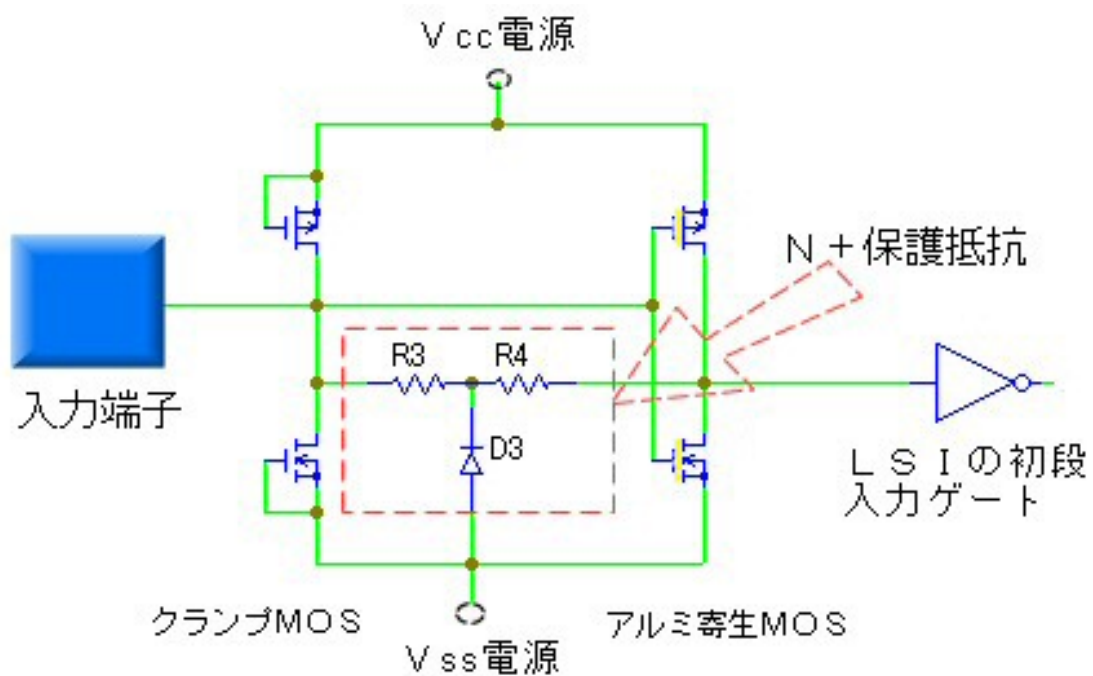 Vcc電源
N+保護抵抗
R3
R4
入力端子
D3
LSIの初段
入力ゲート
クランプMOS
アルミ寄生MOS
Vss電源